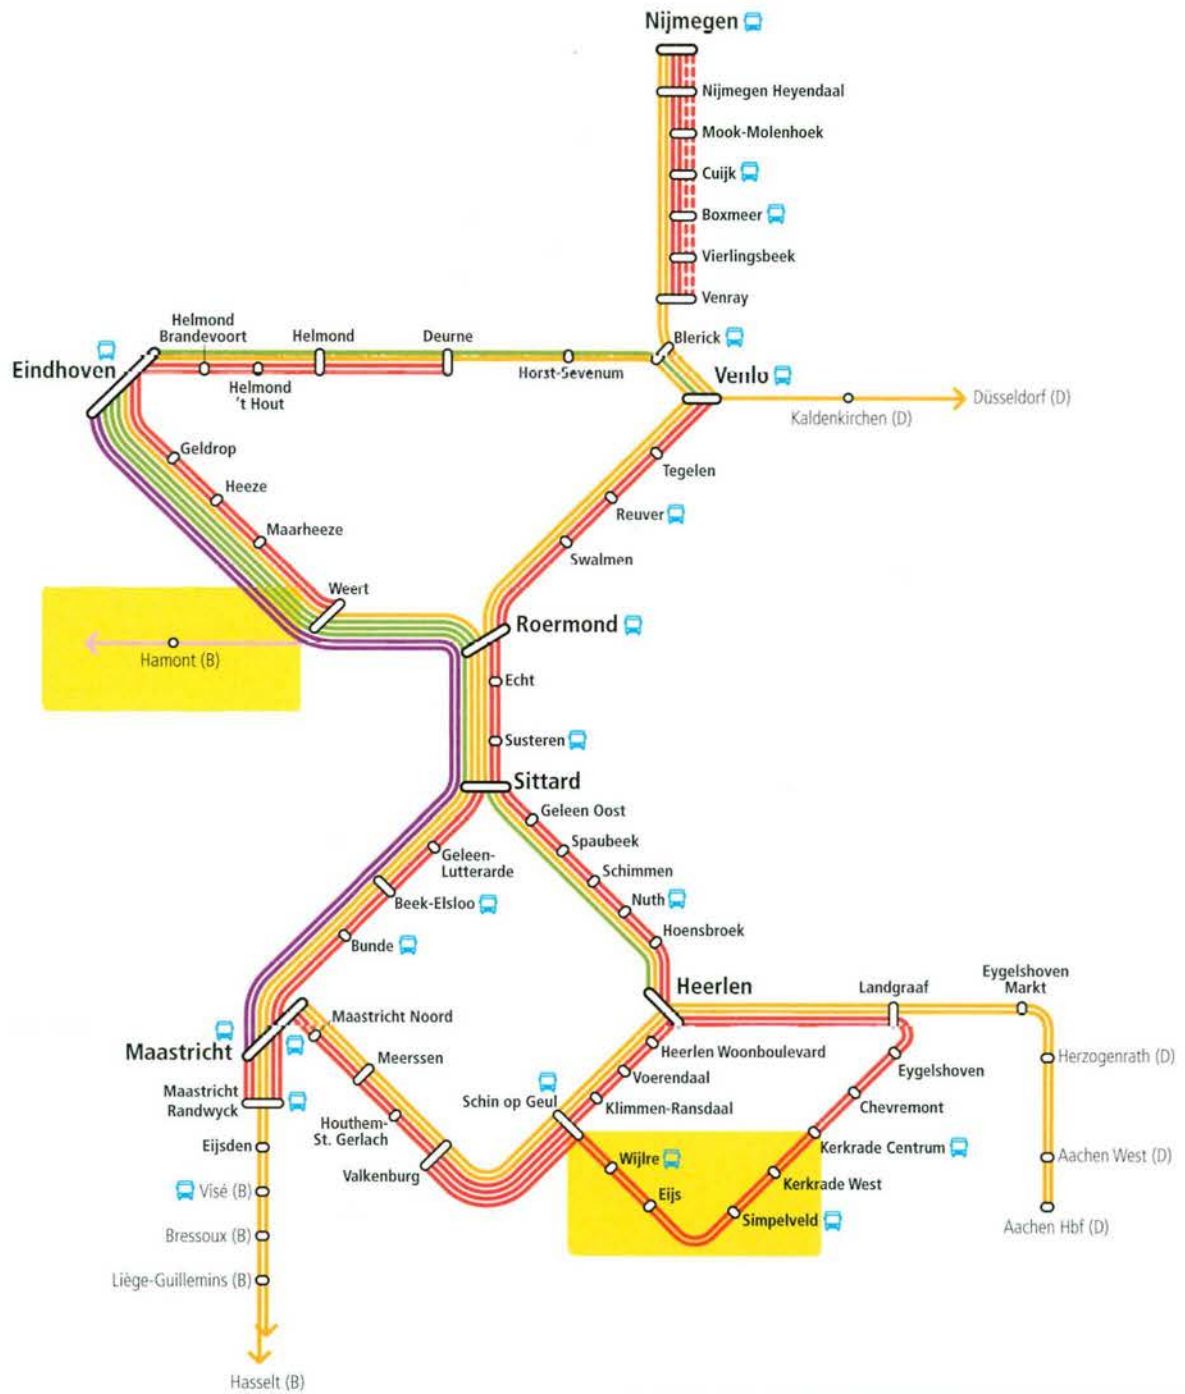 Nijmegen
Nijmegen Heyendaal
Mook-Molenhoek
Cuijk
Boxmeer
Vierlingsbeek
Venray
Blerick
Helmond
Brandevoort
Helmond
Deurne
Eindhoven
Helmond
't Hout
Horst-Sevenum
Venlo
Kaldenkirchen (D)
Düsseldorf (D)
Geldrop
Heeze
Maarheeze
Weert
Tegelen
Reuver
Swalmen
Roermond
Hamont (B)
Echt
Susteren
Sittard
Geleen Oost
Spaubeek
Schimmen
Nuth
Hoensbroek
Geleen-
Lutterarde
Beek-Elsloo
Bunde
Heerlen
Landgraaf
Eygelshoven
Markt
Maastricht Noord
Maastricht
Meerssen
Heerlen Woonboulevard
Voerendaal
Klimmen-Ransdaal
Herzogenrath (D)
Eygelshoven
Chevremont
Maastricht
Randwyck
Schin op Geul
Houthem-
St. Gerlach
Valkenburg
Eijsden
Visé (B)
Bressoux (B)
Liège-Guillemins (B)
Hasselt (B)
Wijlre
Eijs
Simpelveld
Kerkrade West
Kerkrade Centrum
Aachen West (D)
Aachen Hbf (D)